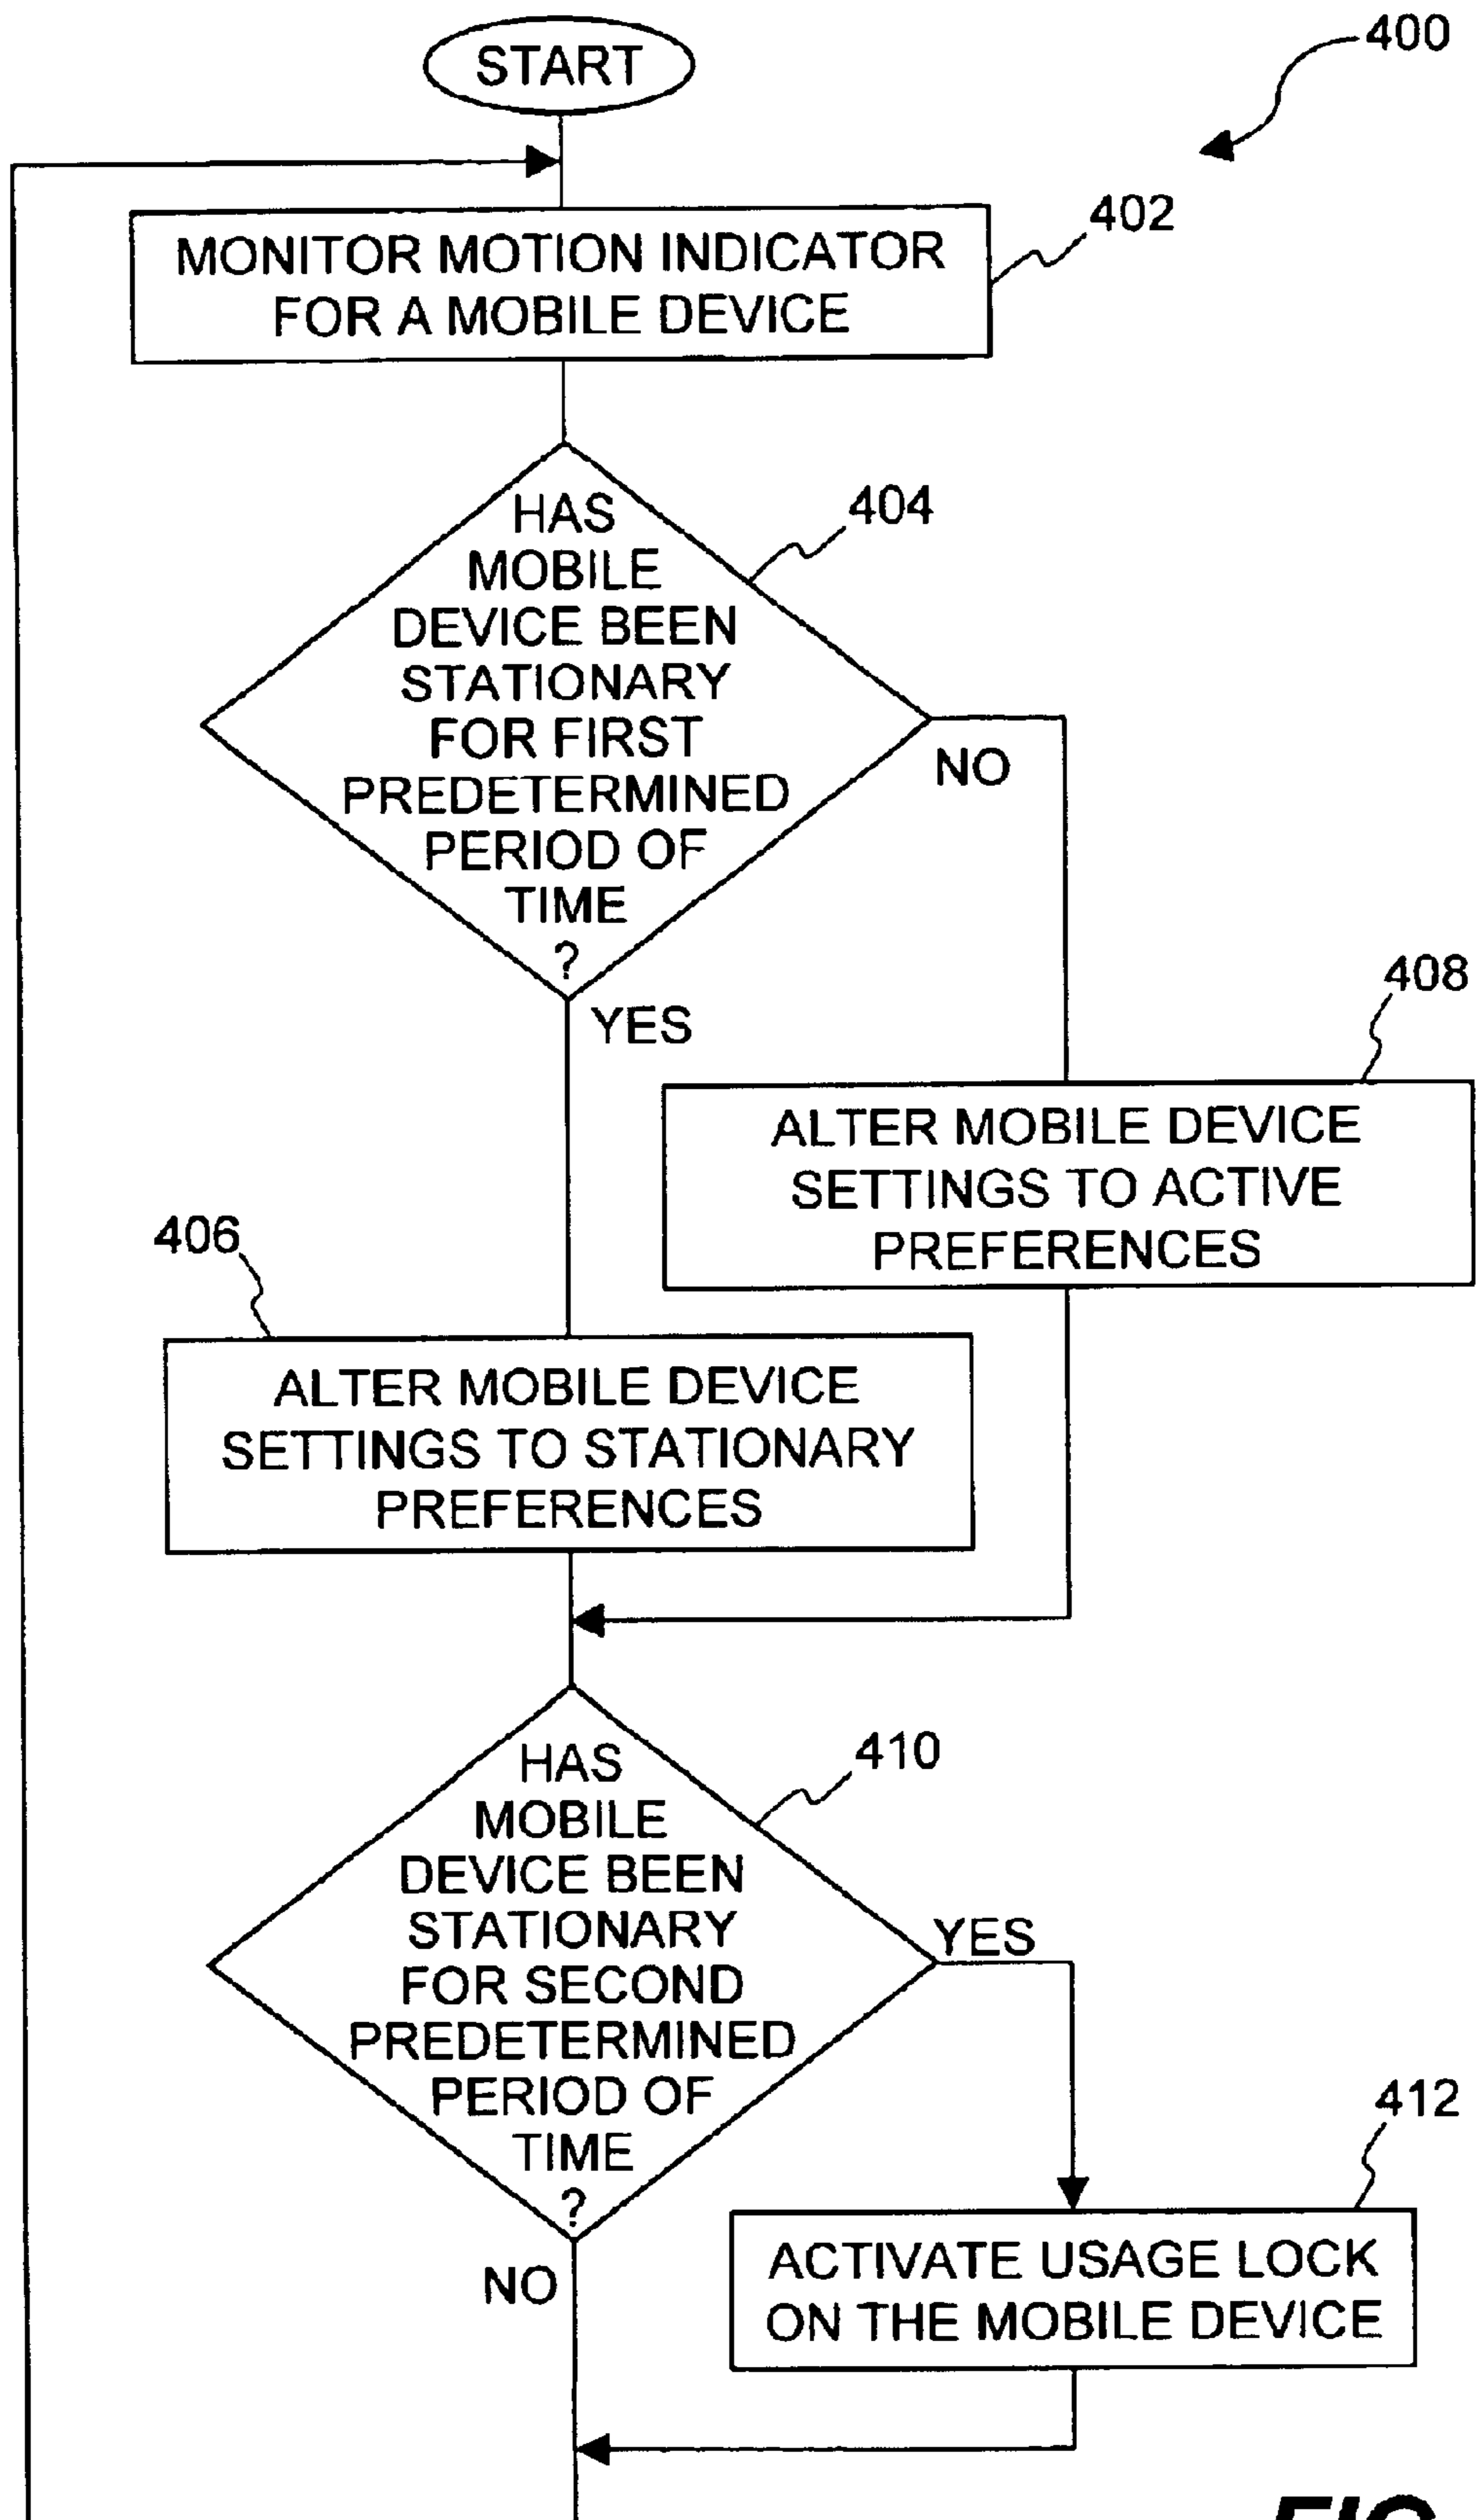 START
400
MONITOR MOTION INDICATOR
FOR A MOBILE DEVICE
402
HAS
MOBILE
DEVICE BEEN
STATIONARY
FOR FIRST
PREDETERMINED
PERIOD OF
TIME
?
404
NO
YES
408
ALTER MOBILE DEVICE
SETTINGS TO ACTIVE
PREFERENCES
406
ALTER MOBILE DEVICE
SETTINGS TO STATIONARY
PREFERENCES
HAS
MOBILE
DEVICE BEEN
STATIONARY
FOR SECOND
PREDETERMINED
PERIOD OF
TIME
?
410
YES
NO
412
ACTIVATE USAGE LOCK
ON THE MOBILE DEVICE